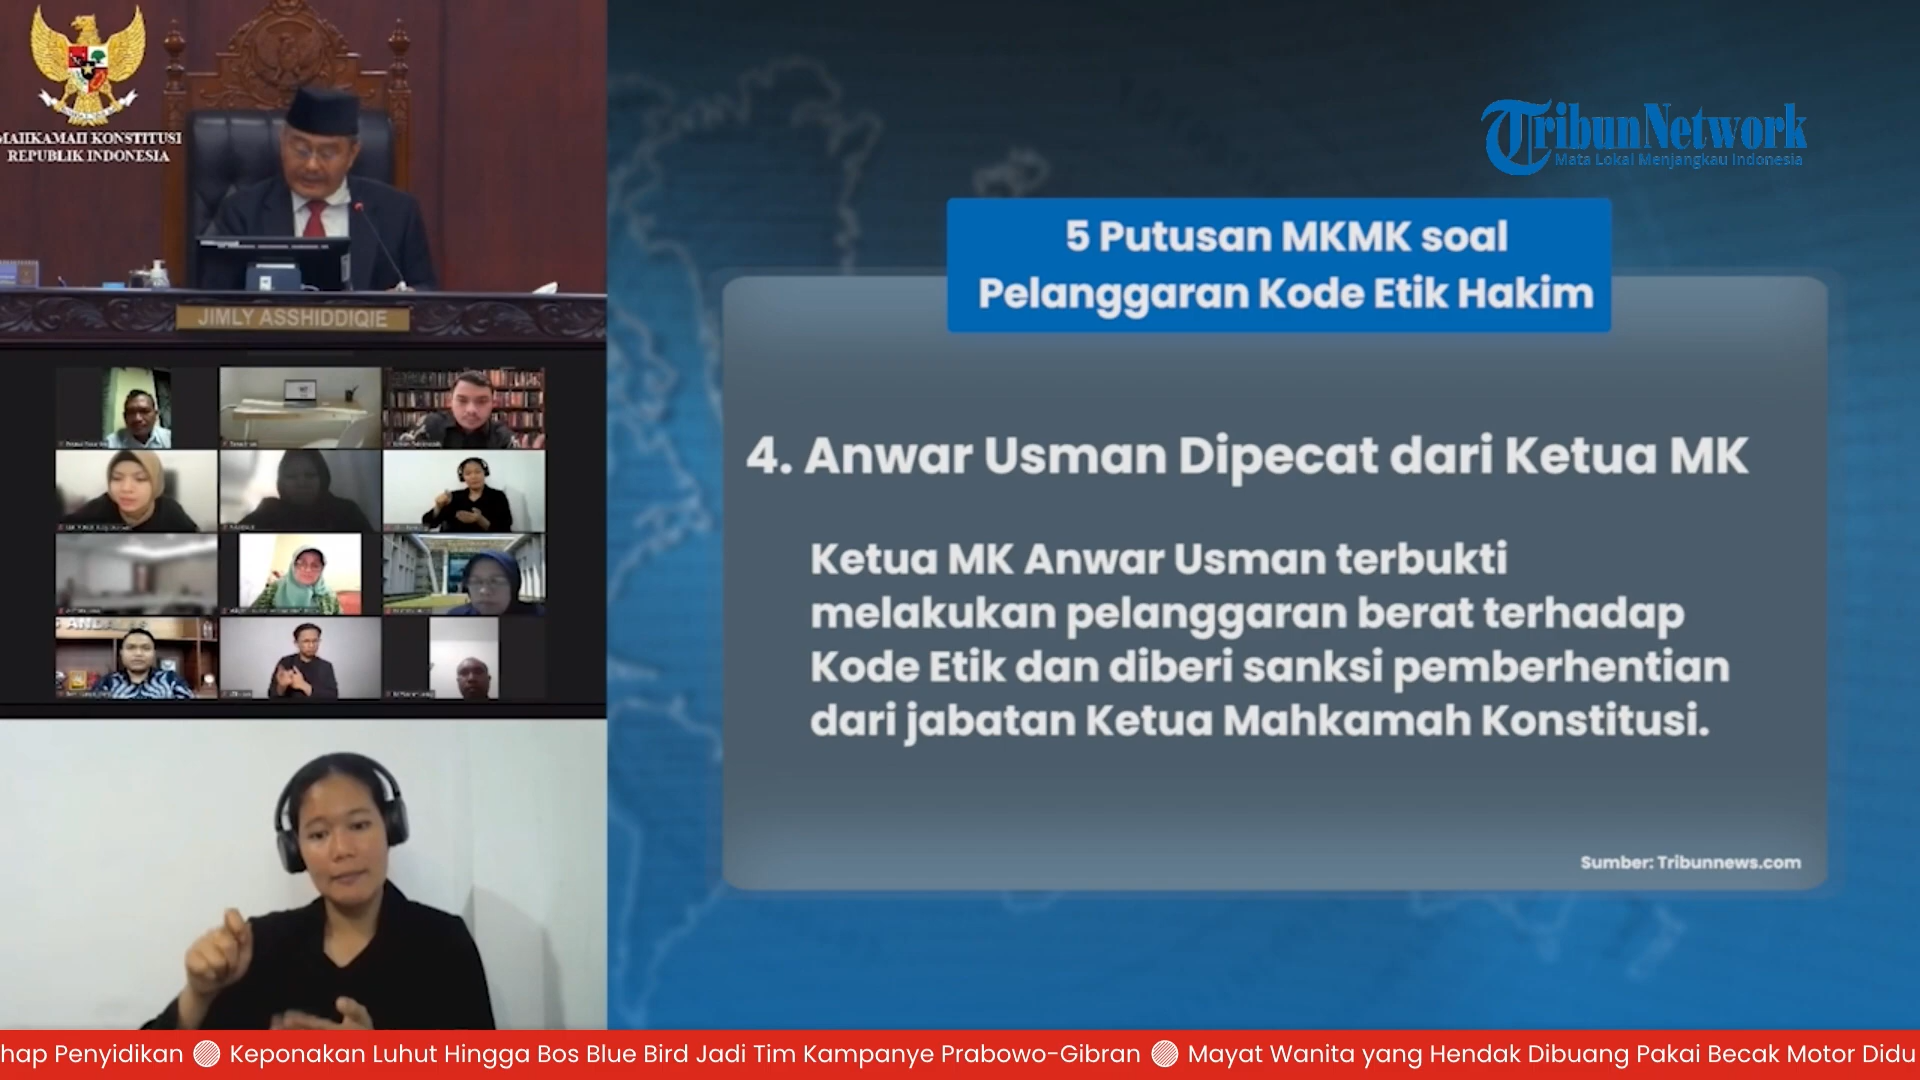 MAHKAMAH KONSTITUSI
REPUBLIK INDONESIA
JIMLY ASSHIDDIQIE
TribunNetwork
Mata Lokal Menjangkau Indonesia
5 Putusan MKMK soal
Pelanggaran Kode Etik Hakim
4. Anwar Usman Dipecat dari Ketua MK
Ketua MK Anwar Usman terbukti
melakukan pelanggaran berat terhadap
Kode Etik dan diberi sanksi pemberhentian
dari jabatan Ketua Mahkamah Konstitusi.
Sumber: Tribunnews.com
hap Penyidikan Keponakan Luhut Hingga Bos Blue Bird Jadi Tim Kampanye Prabowo-Gibran Mayat Wanita yang Hendak Dibuang Pakai Becak Motor Didu